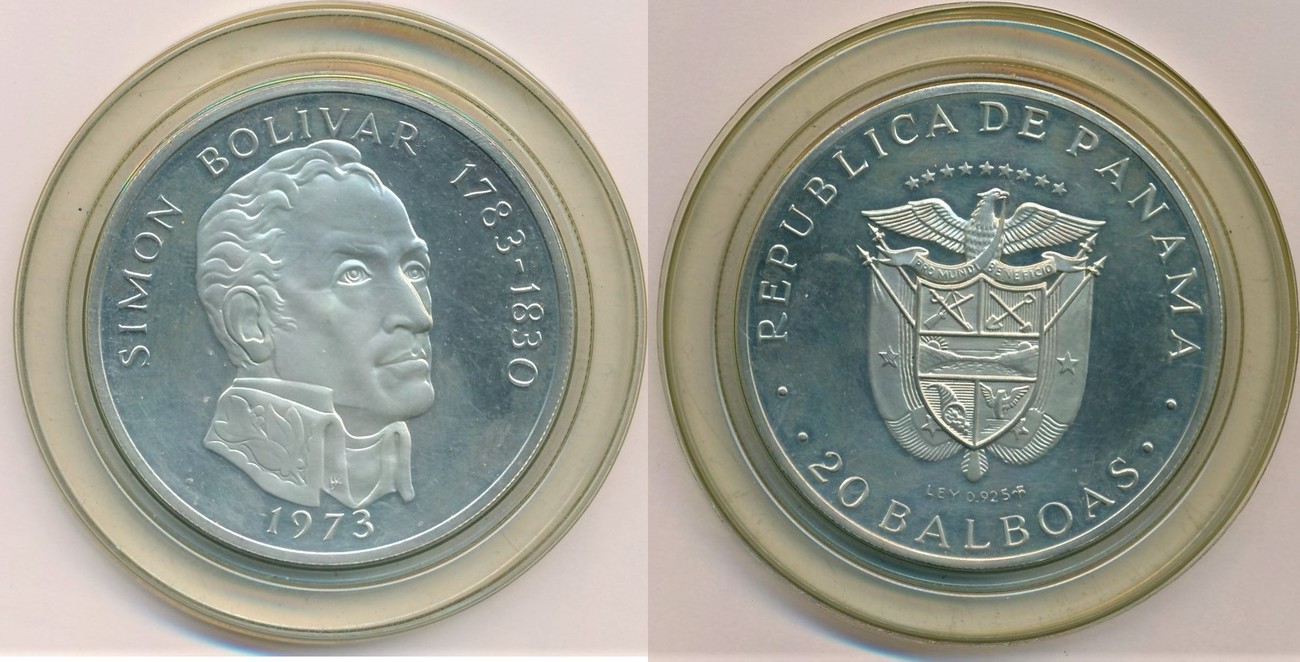 SIMON BOLIVAR 1783-1830
1973
REPUBLICA DE PANAMA
PRO MUNDI BENEFICIO
LEY 0.925
20 BALBOAS